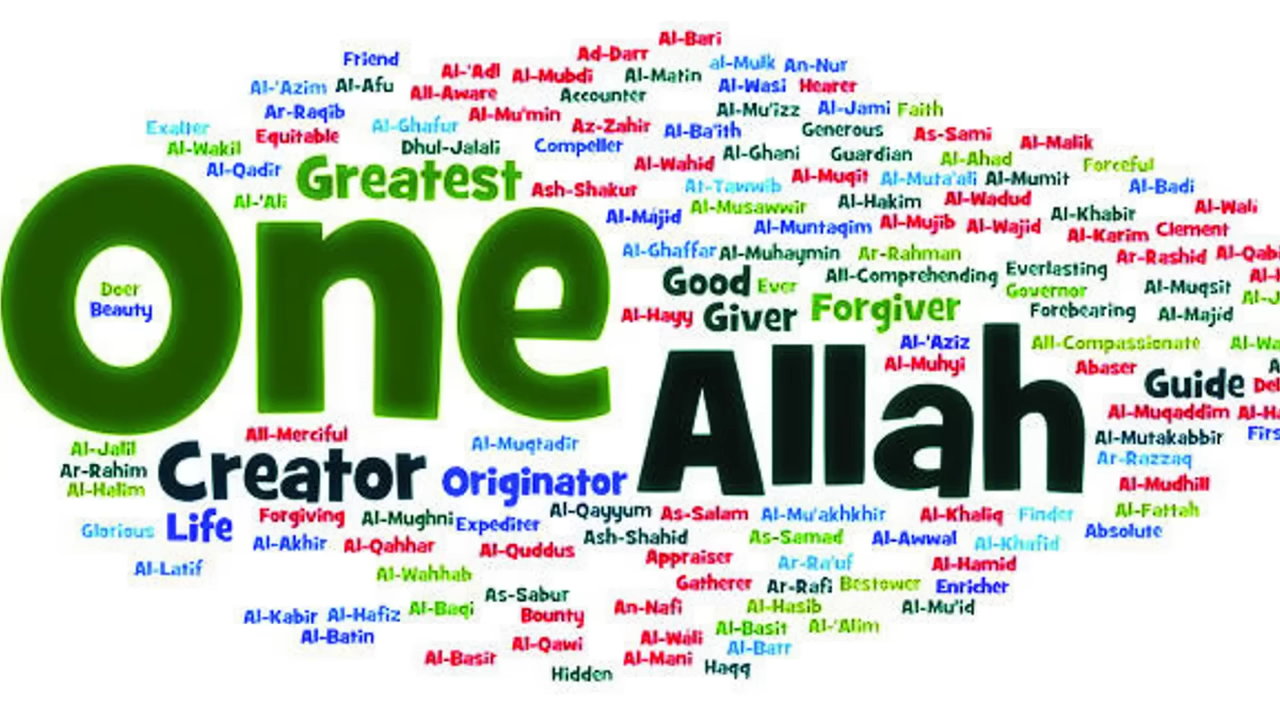 Al-Bari
Ad-Darr
Friend
al-Mulk An-Nur
Al-'Adl Al-Mubdi Al-Matin
Al-'Azim Al-Afu Al-Wasi Hearer
All-Aware Accounter
Ar-Raqib Al-Mu'min Al-Mu'izz Al-Jami Faith
Exalter Al-Ghafur Az-Zahir Al-Ba'ith Generous
Equitable As-Sami Al-Malik
Al-Wakil Dhul-Jalali Compeller Al-Ghani Guardian Al-Ahad
Al-Qadir Al-Wahid Forceful
Greatest Ash-Shakur At-Tawwib Al-Muqit Al-Muta'ali Al-Mumit Al-Badi
Al-'Ali Al-Musawwir Al-Hakim Al-Wadud Al-Wali
Al-Majid Al-Muntaqim Al-Mujib Al-Wajid Al-Khabir
Al-Karim Clement
Al-Ghaffar Al-Muhaymin Ar-Rahman Ar-Rashid
One
Good Ever All-Comprehending Everlasting
Doer Governor Al-Muqsit
Beauty
Al-Hayy Giver Forgiver Forebearing Al-Majid
Al-'Aziz All-Compassionate
Al-Muhyi Abaser
Allah
Guide
Al-Muqaddim
Al-Jalil All-Merciful Al-Muqtadir Al-Mutakabbir
Ar-Rahim Creator Originator Ar-Razzaq
Al-Halim Al-Mudhill
Glorious Life Forgiving Al-Mughni Expediter Al-Qayyum As-Salam Al-Mu'akhkhir Al-Khaliq Finder Al-Fattah
Al-Akhir Al-Qahhar Al-Quddus Ash-Shahid As-Samad Al-Awwal Al-Khafid Absolute
Al-Latif Appraiser Ar-Ra'uf Al-Hamid
Al-Wahhab Gatherer Ar-Rafi Bestower Enricher
As-Sabur
Al-Kabir Al-Hafiz Al-Baqi Bounty An-Nafi Al-Hasib Al-Mu'id
Al-Batin Al-Qawi Al-Wali Al-Basit Al-'Alim
Al-Basir Al-Mani Al-Barr
Hidden Haqq